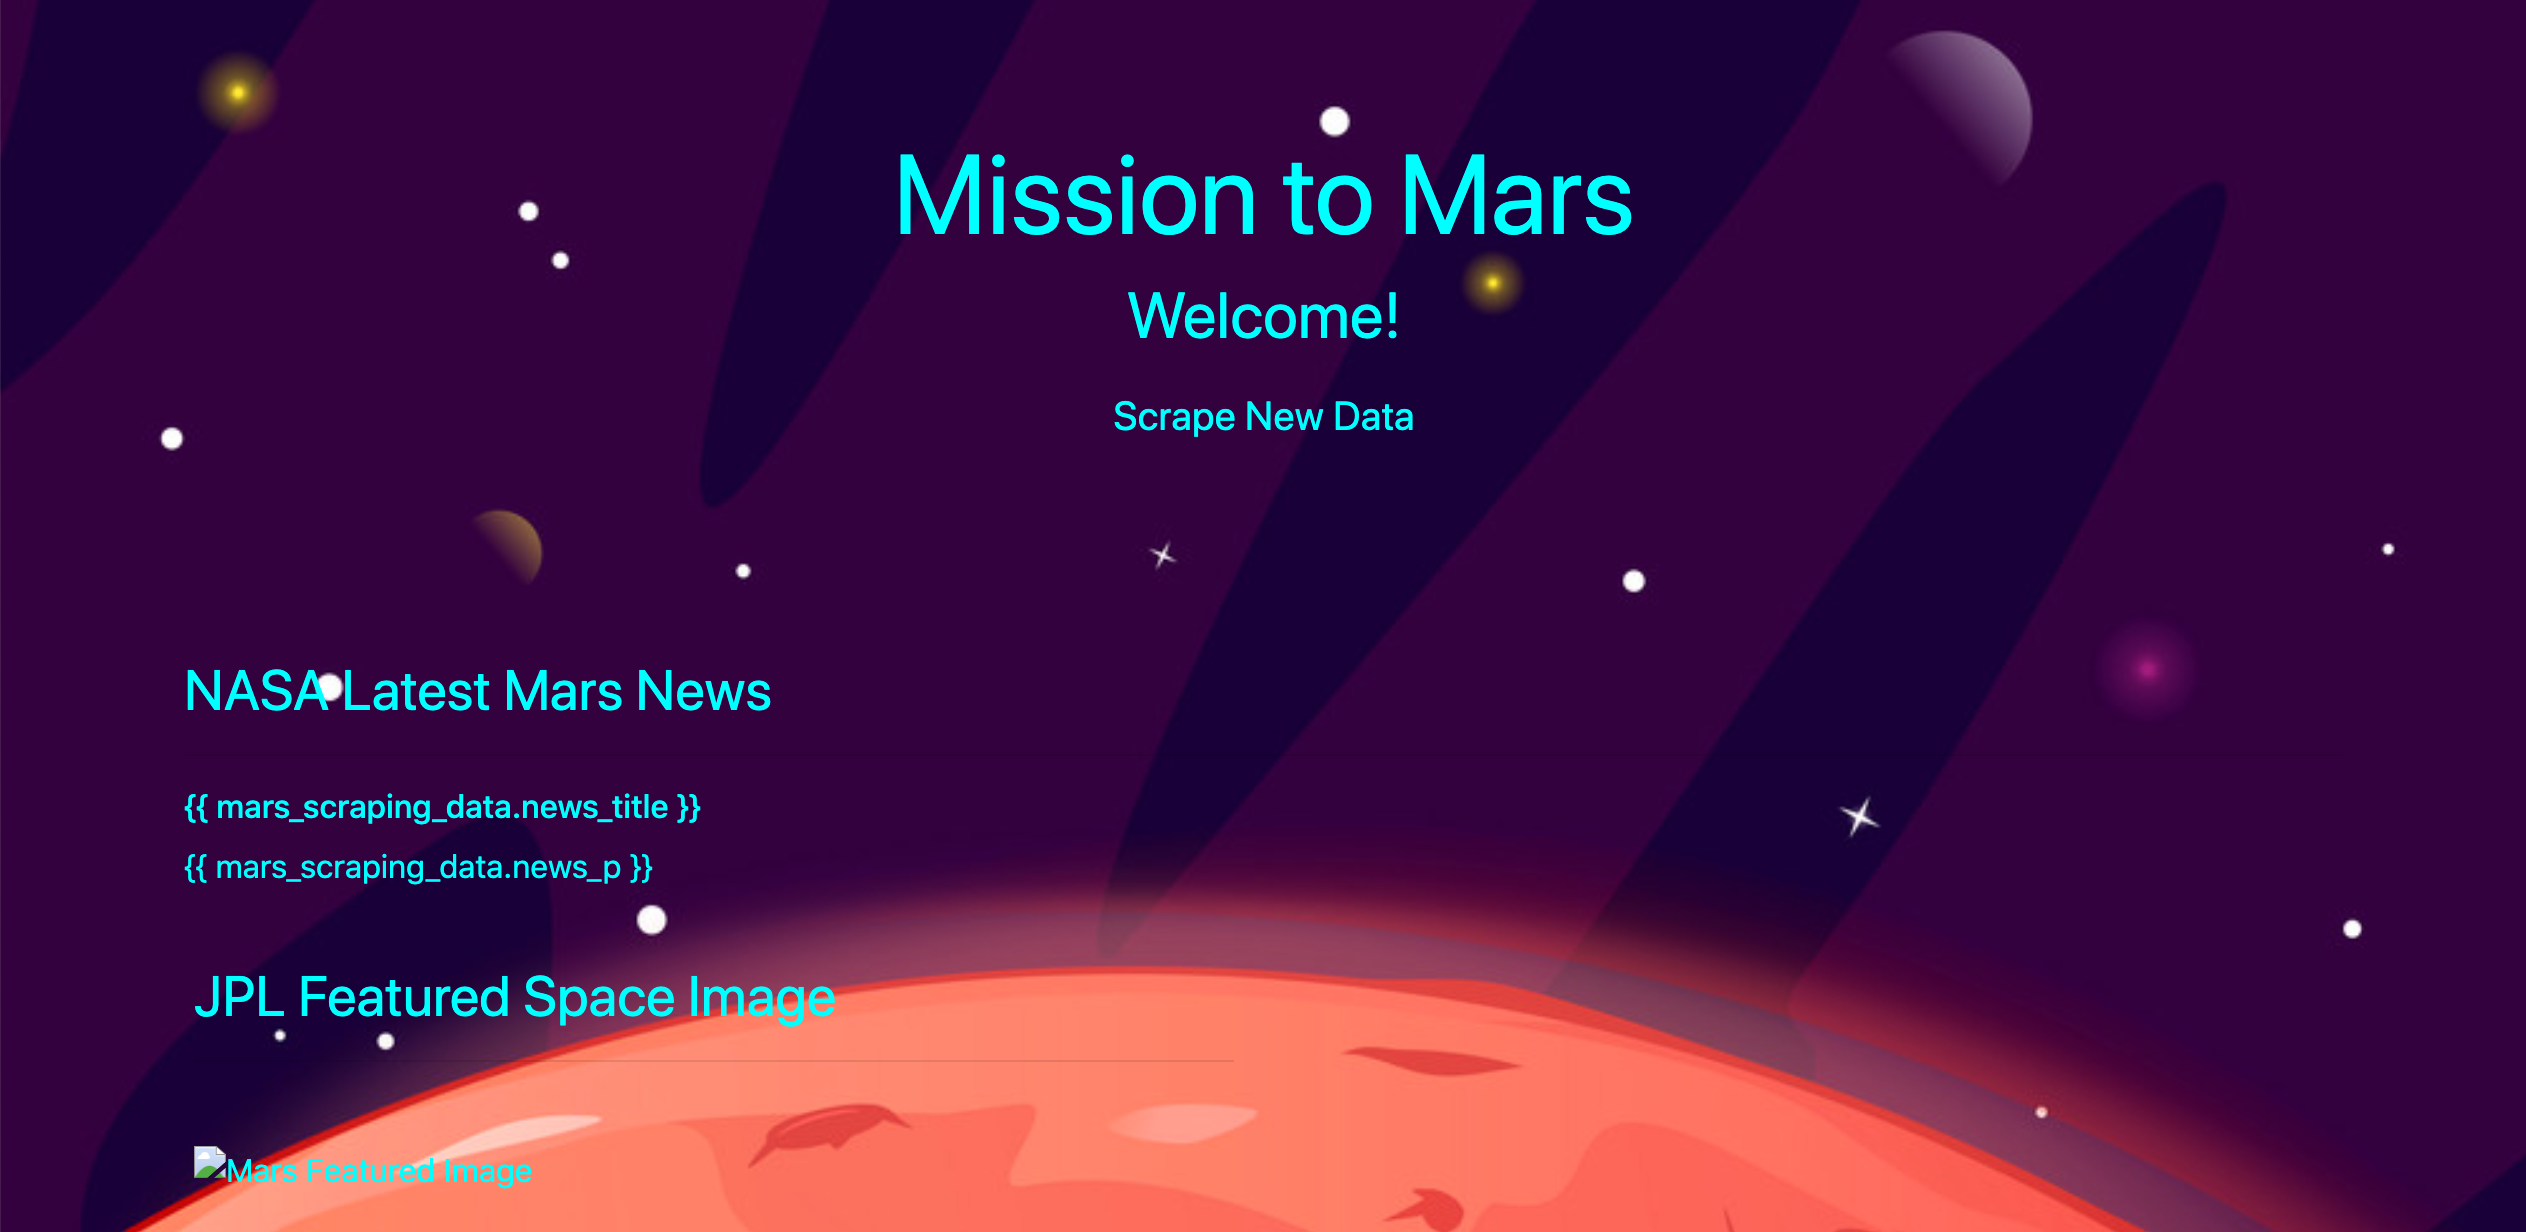 Mission to Mars
Welcome!
Scrape New Data
NASA Latest Mars News
{{ mars_scraping_data.news_title }}
{{ mars_scraping_data.news_p }}
JPL Featured Space Image
Mars Featured Image